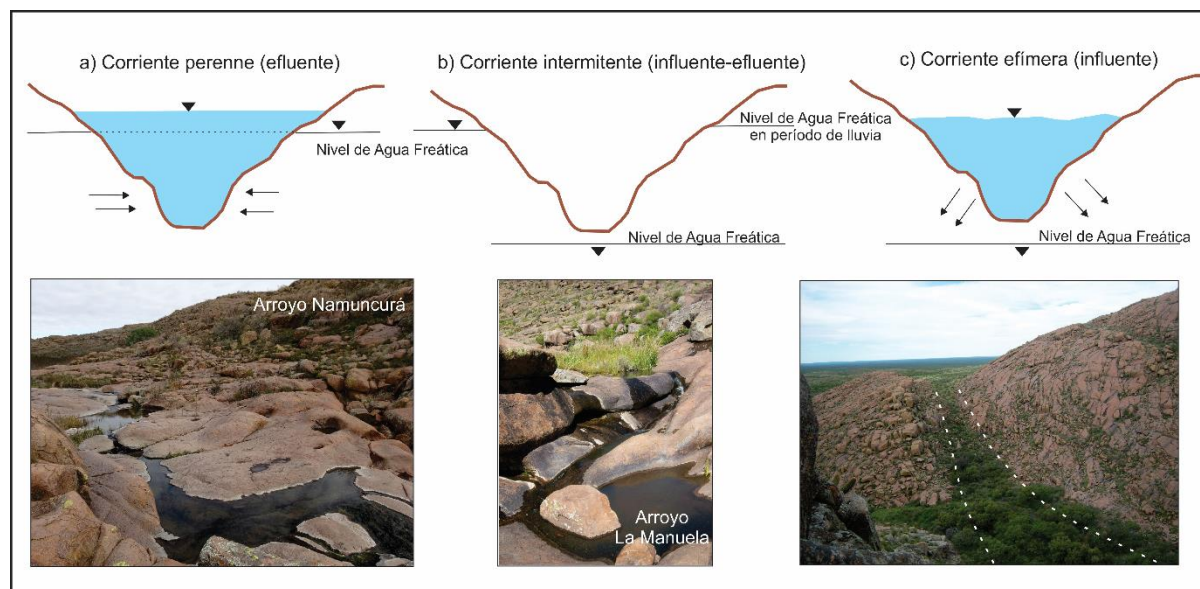 a) Corriente perenne (efluente)
b) Corriente intermitente (influente-efluente)
c) Corriente efímera (influente)
Nivel de Agua Freática
Nivel de Agua Freática
en período de lluvia
Nivel de Agua Freática
Nivel de Agua Freática
Arroyo Namuncurá
Arroyo
La Manuela